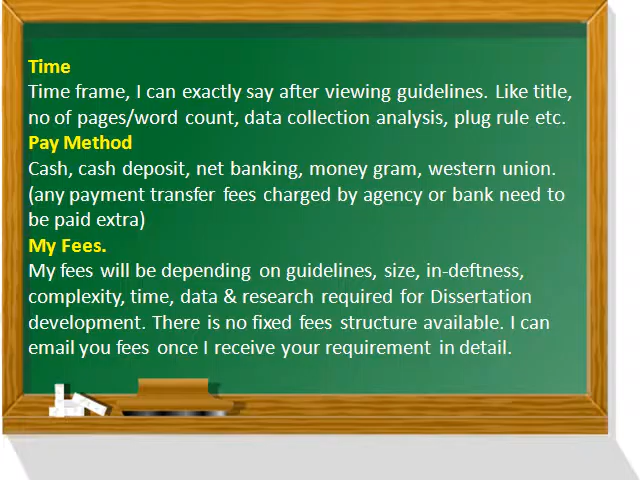 Time
Time frame, I can exactly say after viewing guidelines. Like title,
no of pages/word count, data collection analysis, plug rule etc.
Pay Method
Cash, cash deposit, net banking, money gram, western union.
(any payment transfer fees charged by agency or bank need to
be paid extra)
My Fees.
My fees will be depending on guidelines, size, in-deftness,
complexity, time, data & research required for Dissertation
development. There is no fixed fees structure available. I can
email you fees once I receive your requirement in detail.